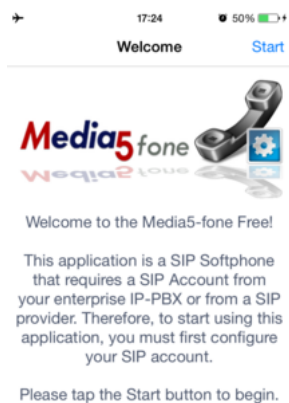 17:24 50%
Welcome Start
Media5 fone
Welcome to the Media5-fone Free!
This application is a SIP Softphone
that requires a SIP Account from
your enterprise IP-PBX or from a SIP
provider. Therefore, to start using this
application, you must first configure
your SIP account.
Please tap the Start button to begin.